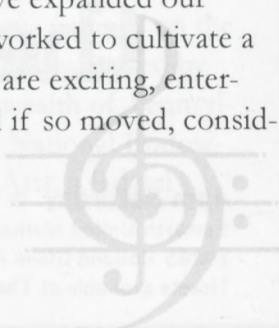 ve expanded our
worked to cultivate a
are exciting, enter-
if so moved, consid-